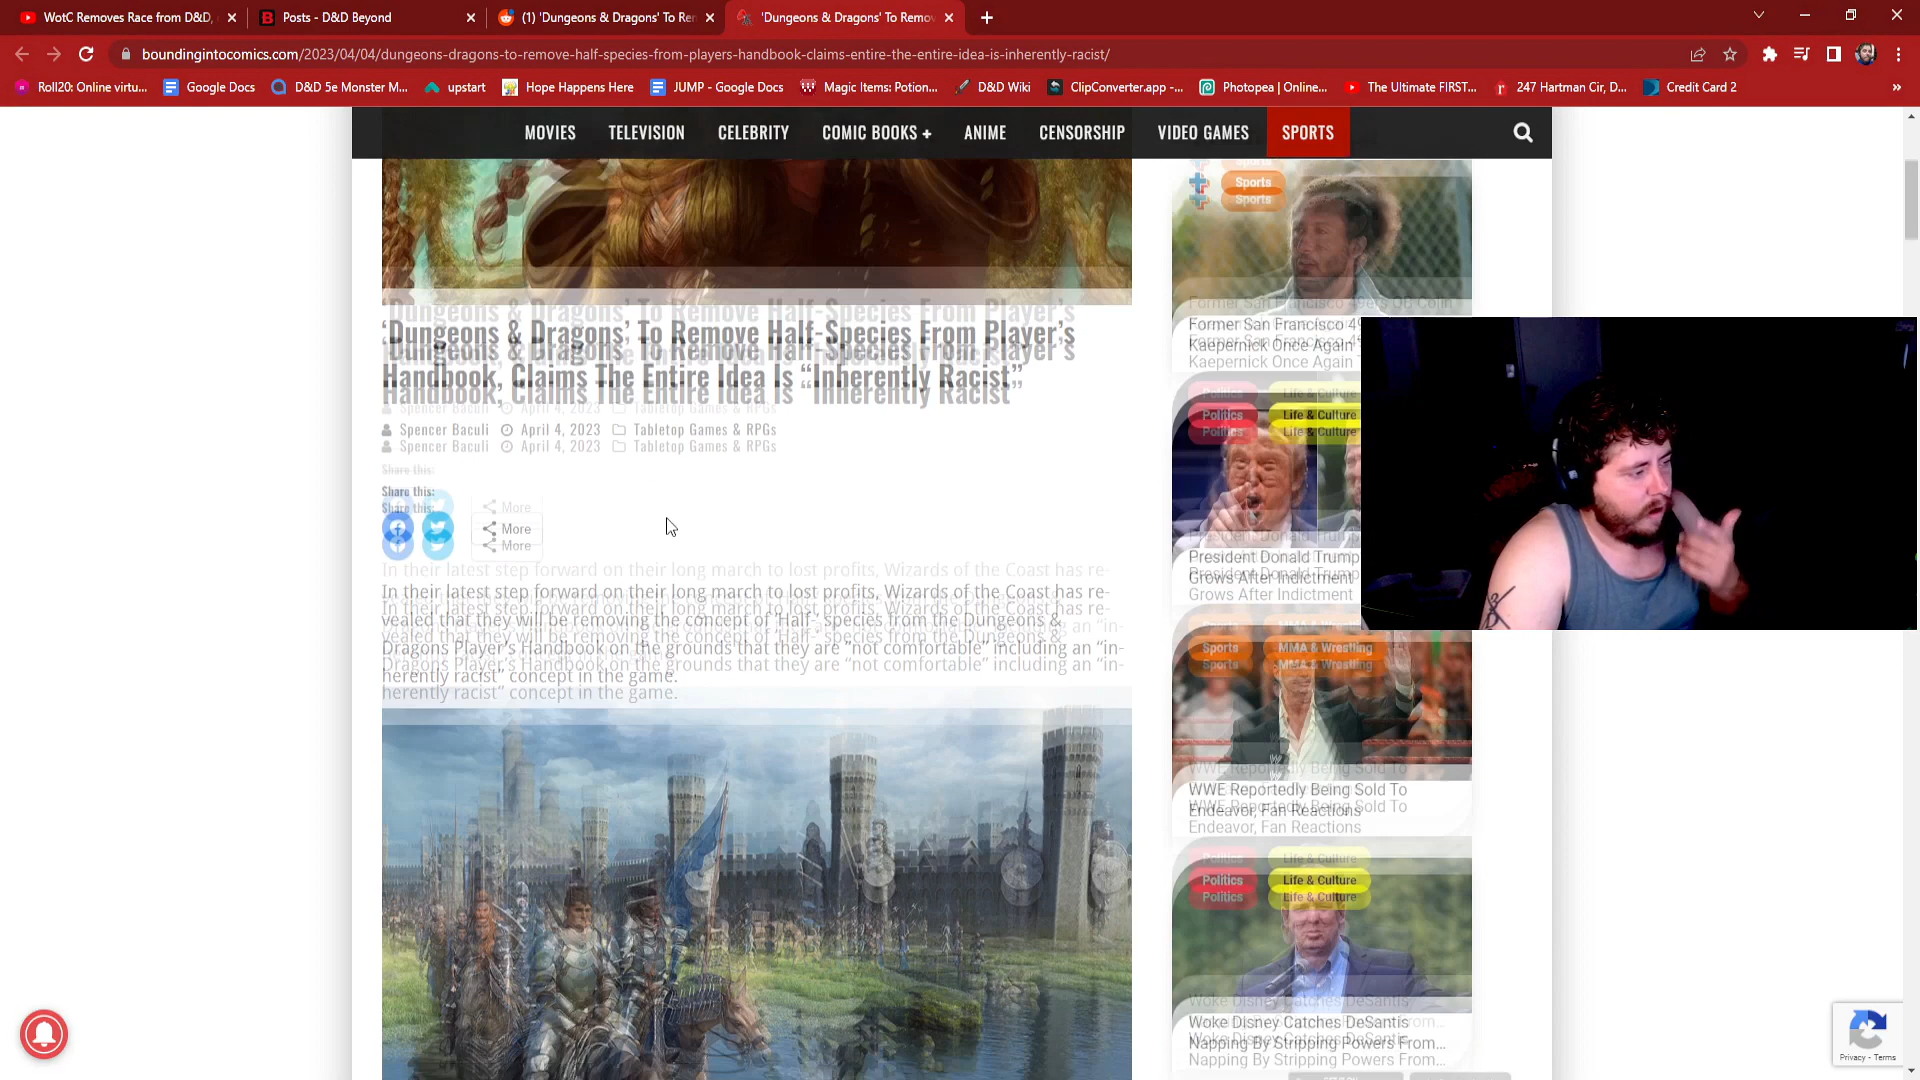 WotC Removes Race from D&D,
Posts - D&D Beyond
(1) 'Dungeons & Dragons' To Rem
'Dungeons & Dragons' To Remov
boundingintocomics.com/2023/04/04/dungeons-dragons-to-remove-half-species-from-players-handbook-claims-entire-the-entire-idea-is-inherently-racist/
Roll20: Online virtu...
Google Docs
D&D 5e Monster M...
upstart
Hope Happens Here
JUMP - Google Docs
Magic Items: Potion...
D&D Wiki
ClipConverter.app -...
Photopea | Online...
The Ultimate FIRST...
247 Hartman Cir, D...
Credit Card 2
»
MOVIES
TELEVISION
CELEBRITY
COMIC BOOKS +
ANIME
CENSORSHIP
VIDEO GAMES
SPORTS
'Dungeons & Dragons' To Remove Half-Species From Player's
Handbook, Claims The Entire Idea Is "Inherently Racist"
Spencer Baculi April 4, 2023 Tabletop Games & RPGs
Share this:
More
In their latest step forward on their long march to lost profits, Wizards of the Coast has re-
vealed that they will be removing the concept of 'Half-' species from the Dungeons &
Dragons Player's Handbook on the grounds that they are "not comfortable" including an "in-
herently racist" concept in the game.
Sports
Former San Francisco 49
Kaepernick Once Again
Politics
Life & Culture
President Donald Trump
Grows After Indictment
Sports
MMA & Wrestling
WWE Reportedly Being Sold To
Endeavor, Fan Reactions
Politics
Life & Culture
Woke Disney Catches DeSantis
Napping By Stripping Powers From...
Privacy - Terms